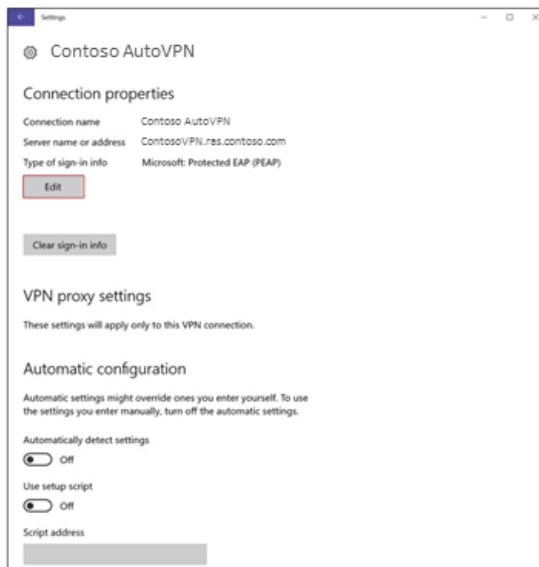 Settings
Contoso AutoVPN
Connection properties
Connection name Contoso AutoVPN
Server name or address ContosoVPN.ras.contoso.com
Type of sign-in info Microsoft: Protected EAP (PEAP)
Edit
Clear sign-in info
VPN proxy settings
These settings will apply only to this VPN connection.
Automatic configuration
Automatic settings might override ones you enter yourself. To use
the settings you enter manually, turn off the automatic settings.
Automatically detect settings
Off
Use setup script
Off
Script address